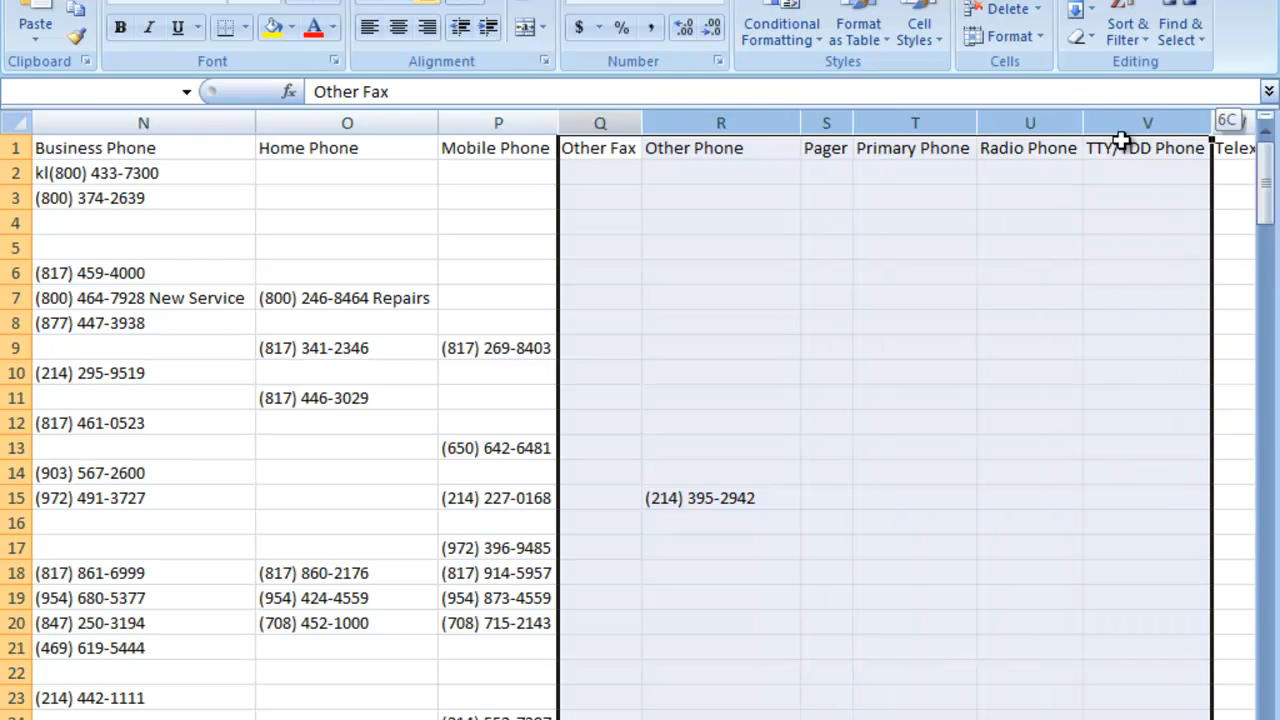 Paste B I U $ % , .0 .00 .00 .0 Conditional Formatting Format as Table Cell Styles Delete Format Sort & Filter Find & Select
Clipboard Font Alignment Number Styles Cells Editing
fx Other Fax
N O P Q R S T U V 6C
1 Business Phone Home Phone Mobile Phone Other Fax Other Phone Pager Primary Phone Radio Phone TTY/TDD Phone Telex
2 kl(800) 433-7300
3 (800) 374-2639
4
5
6 (817) 459-4000
7 (800) 464-7928 New Service (800) 246-8464 Repairs
8 (877) 447-3938
9 (817) 341-2346 (817) 269-8403
10 (214) 295-9519
11 (817) 446-3029
12 (817) 461-0523
13 (650) 642-6481
14 (903) 567-2600
15 (972) 491-3727 (214) 227-0168 (214) 395-2942
16
17 (972) 396-9485
18 (817) 861-6999 (817) 860-2176 (817) 914-5957
19 (954) 680-5377 (954) 424-4559 (954) 873-4559
20 (847) 250-3194 (708) 452-1000 (708) 715-2143
21 (469) 619-5444
22
23 (214) 442-1111